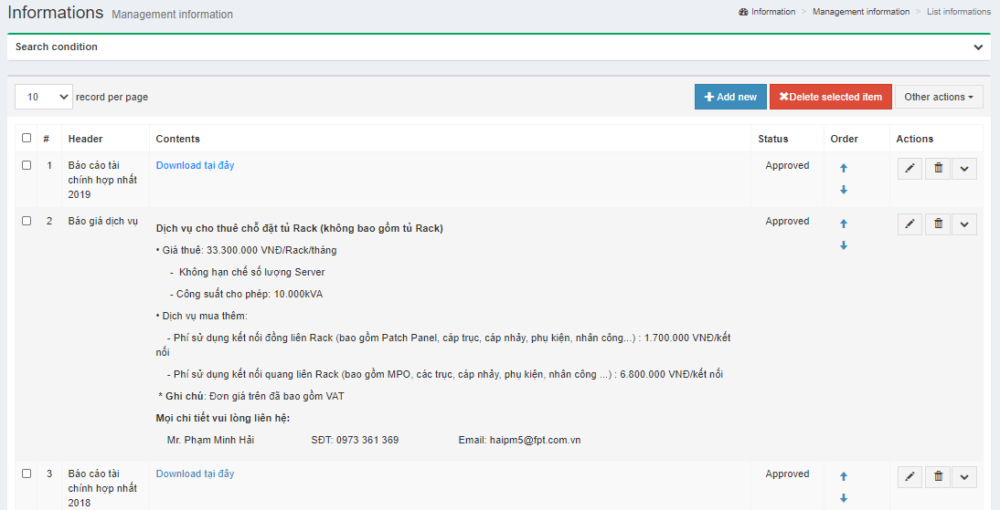 Informations Management information
Information > Management information > List informations
Search condition
10 record per page
Add new Delete selected item Other actions
# Header Contents Status Order Actions
1 Báo cáo tài Download tại đây Approved
chính hợp nhất
2019
2 Báo giá dịch vụ Approved
Dịch vụ cho thuê chỗ đặt tủ Rack (không bao gồm tủ Rack)
• Giá thuê: 33.300.000 VNĐ/Rack/tháng
- Không hạn chế số lượng Server
- Công suất cho phép: 10.000kVA
• Dịch vụ mua thêm:
- Phí sử dụng kết nối đồng liên Rack (bao gồm Patch Panel, cáp trục, cáp nhảy, phụ kiện, nhân công...) : 1.700.000 VNĐ/kết
nối
- Phí sử dụng kết nối quang liên Rack (bao gồm MPO, các trục, cáp nhảy, phụ kiện, nhân công ...) : 6.800.000 VNĐ/kết nối
* Ghi chú: Đơn giá trên đã bao gồm VAT
Mọi chi tiết vui lòng liên hệ:
Mr. Phạm Minh Hải SĐT: 0973 361 369 Email: haipm5@fpt.com.vn
3 Báo cáo tài Download tại đây Approved
chính hợp nhất
2018